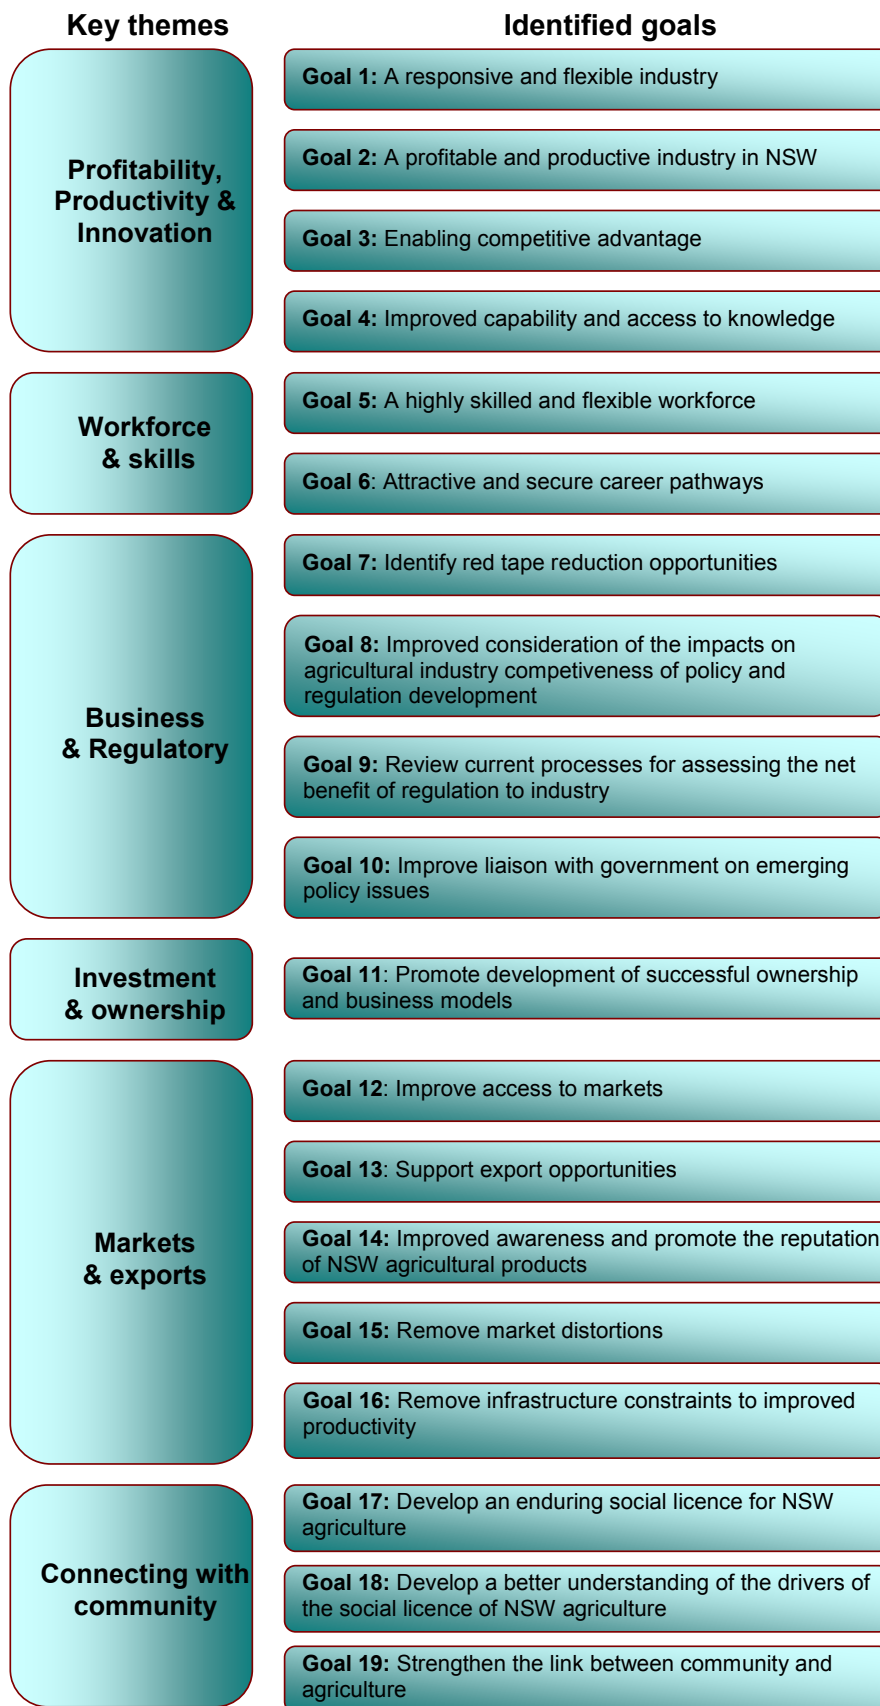 Key themes
Identified goals
Profitability,
Productivity &
Innovation
Goal 1: A responsive and flexible industry
Goal 2: A profitable and productive industry in NSW
Goal 3: Enabling competitive advantage
Goal 4: Improved capability and access to knowledge
Workforce
& skills
Goal 5: A highly skilled and flexible workforce
Goal 6: Attractive and secure career pathways
Business
& Regulatory
Goal 7: Identify red tape reduction opportunities
Goal 8: Improved consideration of the impacts on
agricultural industry competiveness of policy and
regulation development
Goal 9: Review current processes for assessing the net
benefit of regulation to industry
Goal 10: Improve liaison with government on emerging
policy issues
Investment
& ownership
Goal 11: Promote development of successful ownership
and business models
Markets
& exports
Goal 12: Improve access to markets
Goal 13: Support export opportunities
Goal 14: Improved awareness and promote the reputation
of NSW agricultural products
Goal 15: Remove market distortions
Goal 16: Remove infrastructure constraints to improved
productivity
Connecting with
community
Goal 17: Develop an enduring social licence for NSW
agriculture
Goal 18: Develop a better understanding of the drivers of
the social licence of NSW agriculture
Goal 19: Strengthen the link between community and
agriculture